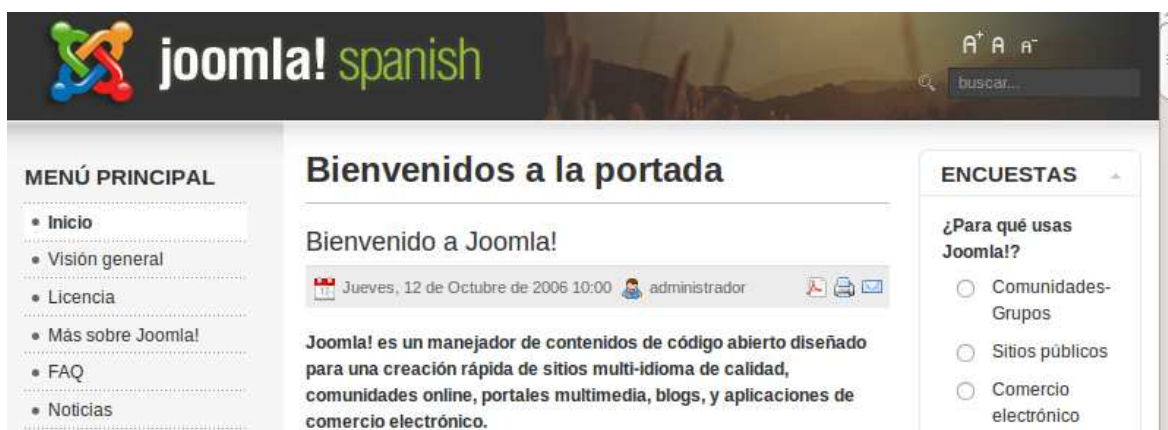 joomla! spanish
A+ A A-
buscar...
MENÚ PRINCIPAL
Inicio
Visión general
Licencia
Más sobre Joomla!
FAQ
Noticias
Bienvenidos a la portada
Bienvenido a Joomla!
Jueves, 12 de Octubre de 2006 10:00 administrador
Joomla! es un manejador de contenidos de código abierto diseñado
para una creación rápida de sitios multi-idioma de calidad,
comunidades online, portales multimedia, blogs, y aplicaciones de
comercio electrónico.
ENCUESTAS
¿Para qué usas
Joomla!?
Comunidades-
Grupos
Sitios públicos
Comercio
electrónico